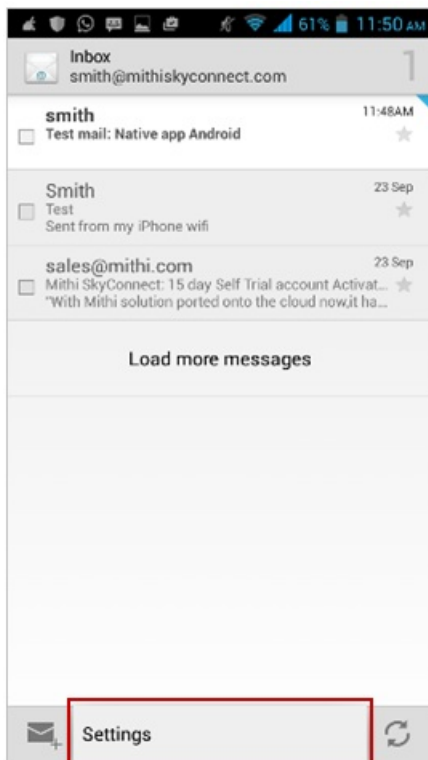 61% 11:50 AM
Inbox
smith@mithiskyconnect.com
1
smith 11:48AM
Test mail: Native app Android
Smith 23 Sep
Test
Sent from my iPhone wifi
sales@mithi.com 23 Sep
Mithi SkyConnect: 15 day Self Trial account Activat...
"With Mithi solution ported onto the cloud now,it ha...
Load more messages
Settings